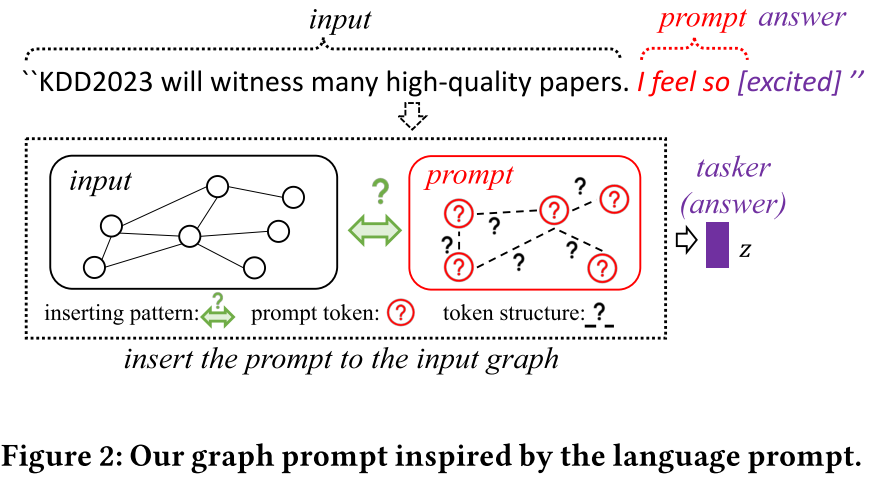 input prompt answer
``KDD2023 will witness many high-quality papers. I feel so [excited] ”
input ? prompt ? tasker
(answer)
? ? ? ? ?
? ? ? z
? ? ?
inserting pattern: ? prompt token: ? token structure: _?_
insert the prompt to the input graph
Figure 2: Our graph prompt inspired by the language prompt.